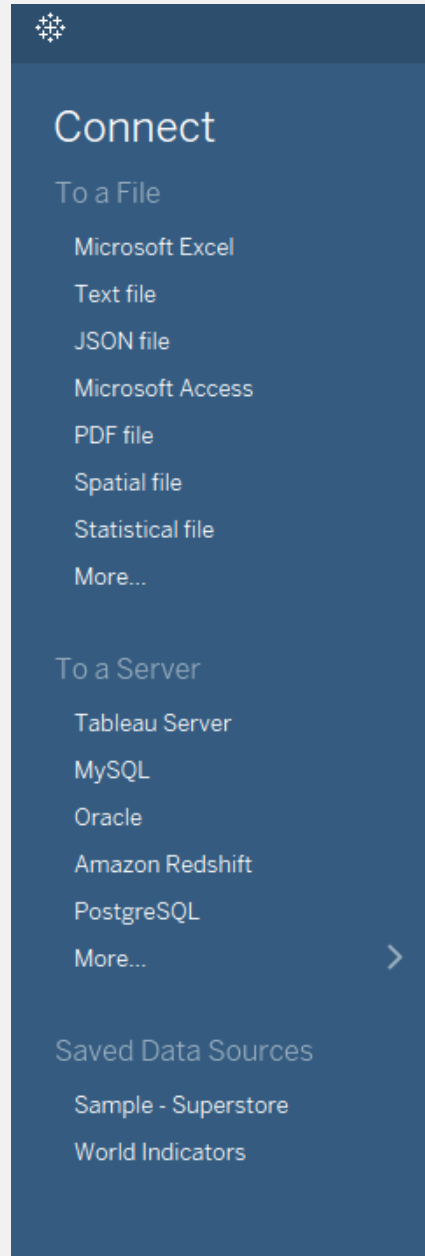 Connect
To a File
Microsoft Excel
Text file
JSON file
Microsoft Access
PDF file
Spatial file
Statistical file
More...
To a Server
Tableau Server
MySQL
Oracle
Amazon Redshift
PostgreSQL
More...
Saved Data Sources
Sample - Superstore
World Indicators